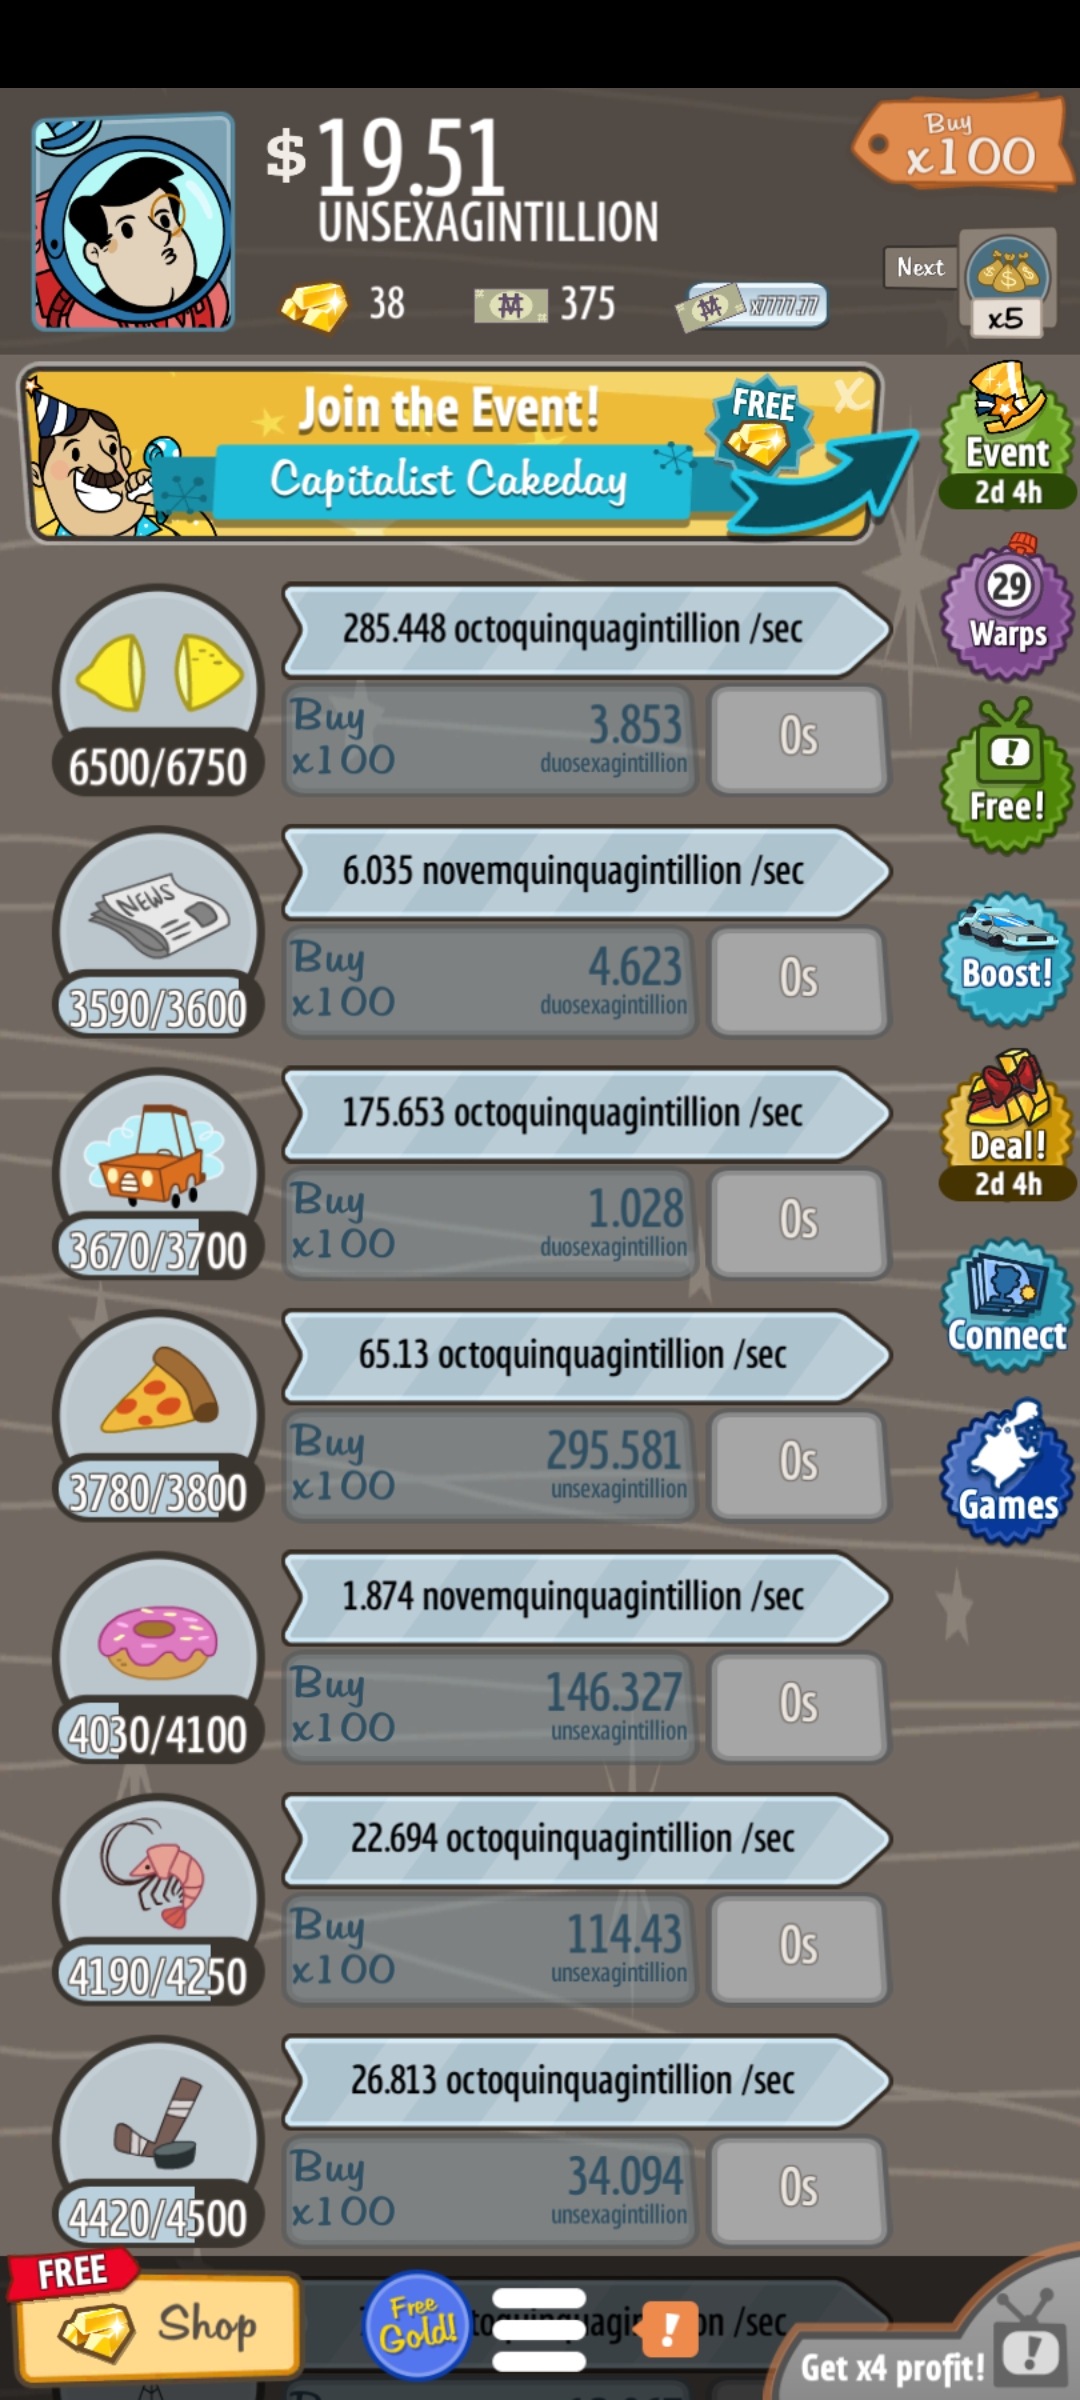 $19.51
UNSEXAGINTILLION
Buy
x100
38
375
x7777.77
Next
x5
Join the Event!
Capitalist Cakeday
FREE
x
Event
2d 4h
285.448 octoquinquagintillion /sec
Buy
x100
3.853
duosexagintillion
0s
6500/6750
29
Warps
Free!
6.035 novemquinquagintillion /sec
NEWS
Buy
x100
4.623
duosexagintillion
0s
3590/3600
Boost!
175.653 octoquinquagintillion /sec
Buy
x100
1.028
duosexagintillion
0s
3670/3700
Deal!
2d 4h
65.13 octoquinquagintillion /sec
Buy
x100
295.581
unsexagintillion
0s
3780/3800
Connect
Games
1.874 novemquinquagintillion /sec
Buy
x100
146.327
unsexagintillion
0s
4030/4100
22.694 octoquinquagintillion /sec
Buy
x100
114.43
unsexagintillion
0s
4190/4250
26.813 octoquinquagintillion /sec
Buy
x100
34.094
unsexagintillion
0s
4420/4500
FREE
Shop
Free
Gold!
/sec
!
Get x4 profit!
!